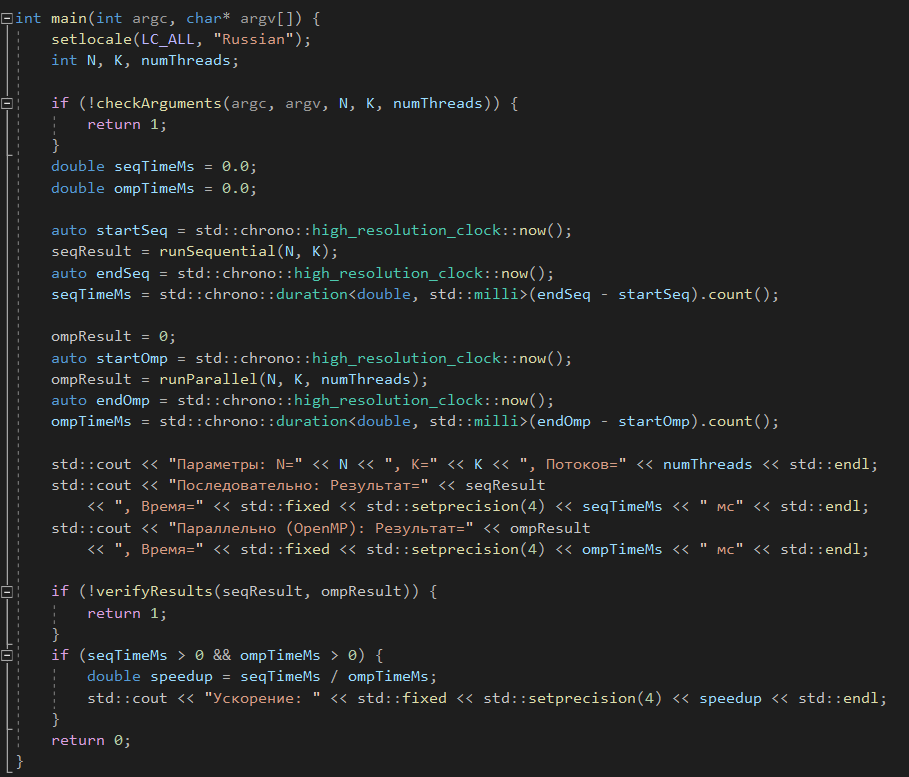 int main(int argc, char* argv[]) {
    setlocale(LC_ALL, "Russian");
    int N, K, numThreads;

    if (!checkArguments(argc, argv, N, K, numThreads)) {
        return 1;
    }
    double seqTimeMs = 0.0;
    double ompTimeMs = 0.0;

    auto startSeq = std::chrono::high_resolution_clock::now();
    seqResult = runSequential(N, K);
    auto endSeq = std::chrono::high_resolution_clock::now();
    seqTimeMs = std::chrono::duration<double, std::milli>(endSeq - startSeq).count();

    ompResult = 0;
    auto startOmp = std::chrono::high_resolution_clock::now();
    ompResult = runParallel(N, K, numThreads);
    auto endOmp = std::chrono::high_resolution_clock::now();
    ompTimeMs = std::chrono::duration<double, std::milli>(endOmp - startOmp).count();

    std::cout << "Параметры: N=" << N << ", K=" << K << ", Потоков=" << numThreads << std::endl;
    std::cout << "Последовательно: Результат=" << seqResult
        << ", Время=" << std::fixed << std::setprecision(4) << seqTimeMs << " мс" << std::endl;
    std::cout << "Параллельно (OpenMP): Результат=" << ompResult
        << ", Время=" << std::fixed << std::setprecision(4) << ompTimeMs << " мс" << std::endl;

    if (!verifyResults(seqResult, ompResult)) {
        return 1;
    }
    if (seqTimeMs > 0 && ompTimeMs > 0) {
        double speedup = seqTimeMs / ompTimeMs;
        std::cout << "Ускорение: " << std::fixed << std::setprecision(4) << speedup << std::endl;
    }
    return 0;
}